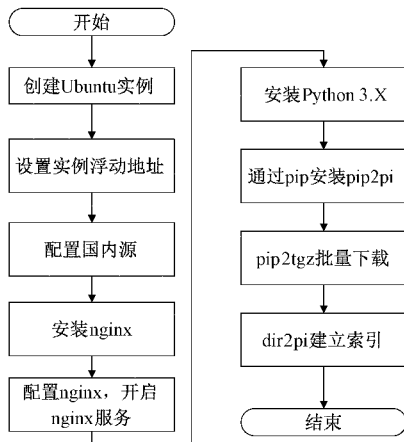 开始
创建Ubuntu实例
设置实例浮动地址
配置国内源
安装nginx
配置nginx，开启
nginx服务
安装Python 3.X
通过pip安装pip2pi
pip2tgz批量下载
dir2pi建立索引
结束